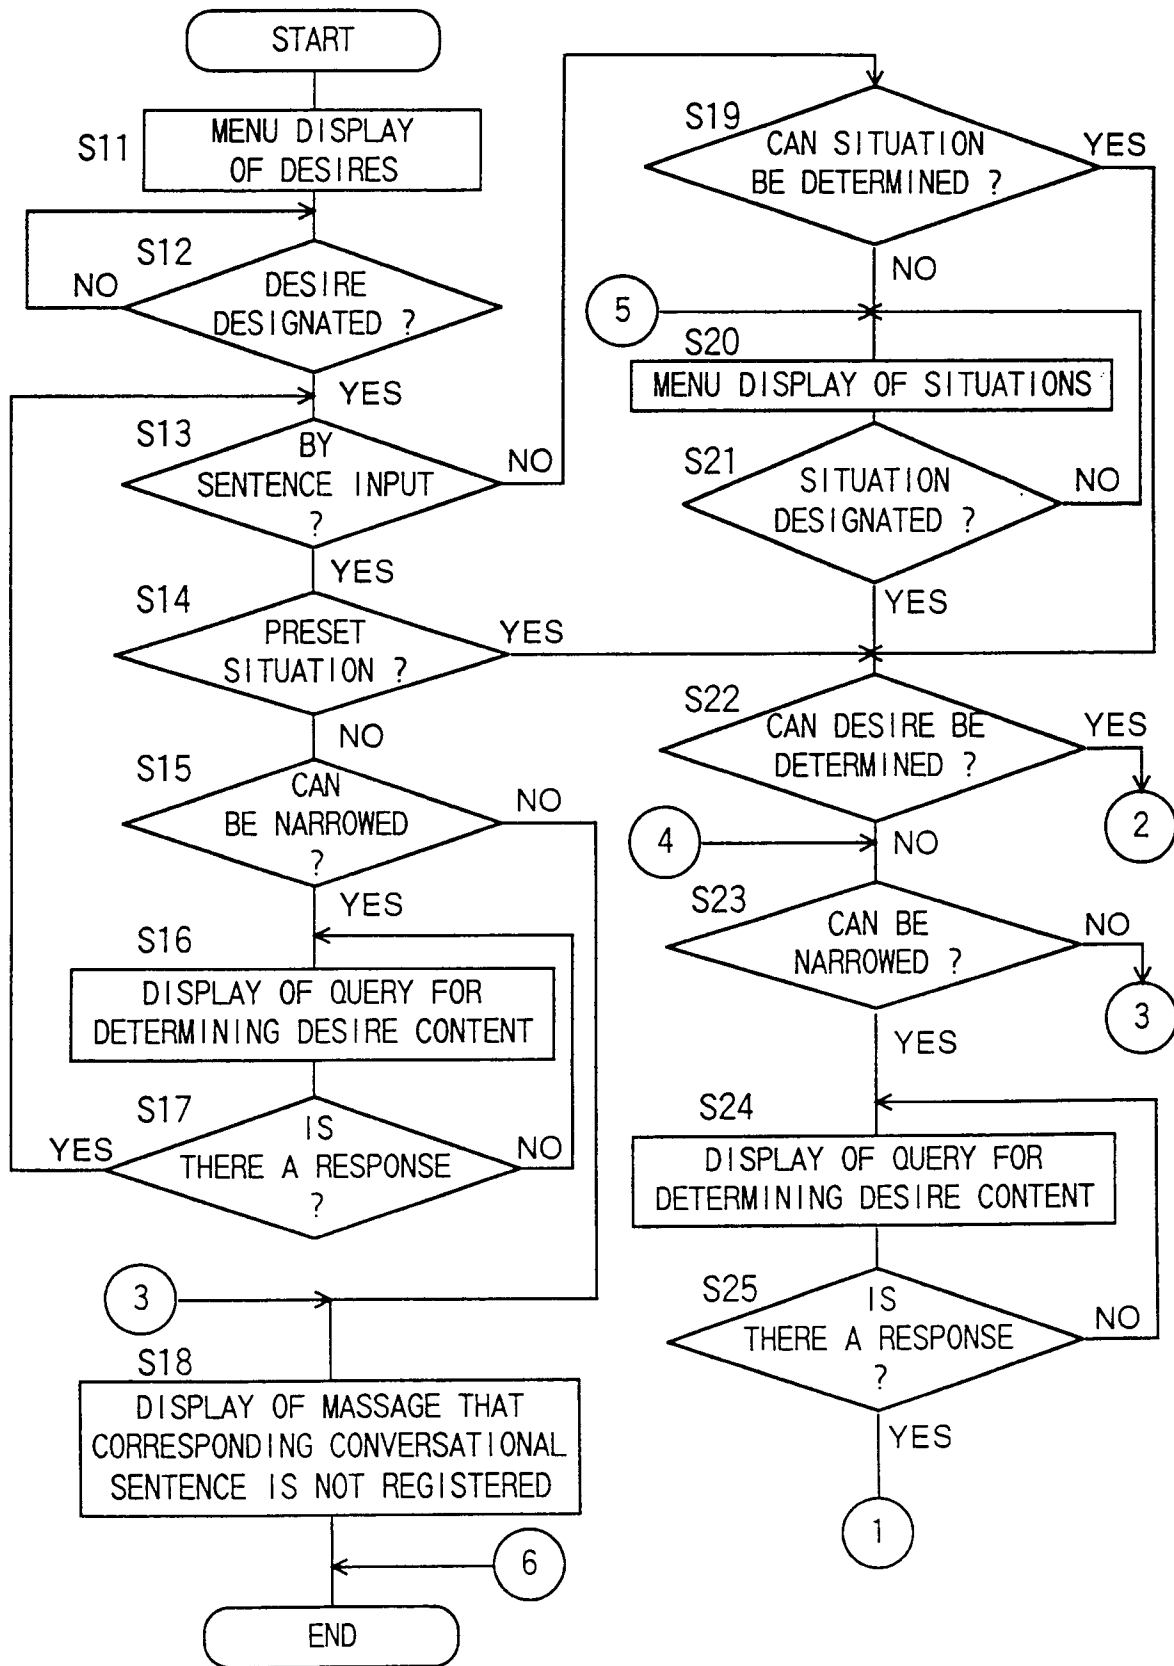 START
S11
MENU DISPLAY
OF DESIRES
S12
NO
DESIRE
DESIGNATED ?
YES
S13
BY
SENTENCE INPUT
?
NO
YES
S14
PRESET
SITUATION ?
YES
NO
S15
CAN
BE NARROWED
?
NO
YES
S16
DISPLAY OF QUERY FOR
DETERMINING DESIRE CONTENT
S17
YES
IS
THERE A RESPONSE
?
NO
3
S18
DISPLAY OF MASSAGE THAT
CORRESPONDING CONVERSATIONAL
SENTENCE IS NOT REGISTERED
6
END
S19
CAN SITUATION
BE DETERMINED ?
YES
NO
5
S20
MENU DISPLAY OF SITUATIONS
S21
SITUATION
DESIGNATED ?
NO
YES
S22
CAN DESIRE BE
DETERMINED ?
YES
2
4
NO
S23
CAN BE
NARROWED ?
NO
3
YES
S24
DISPLAY OF QUERY FOR
DETERMINING DESIRE CONTENT
S25
IS
THERE A RESPONSE
?
NO
YES
1